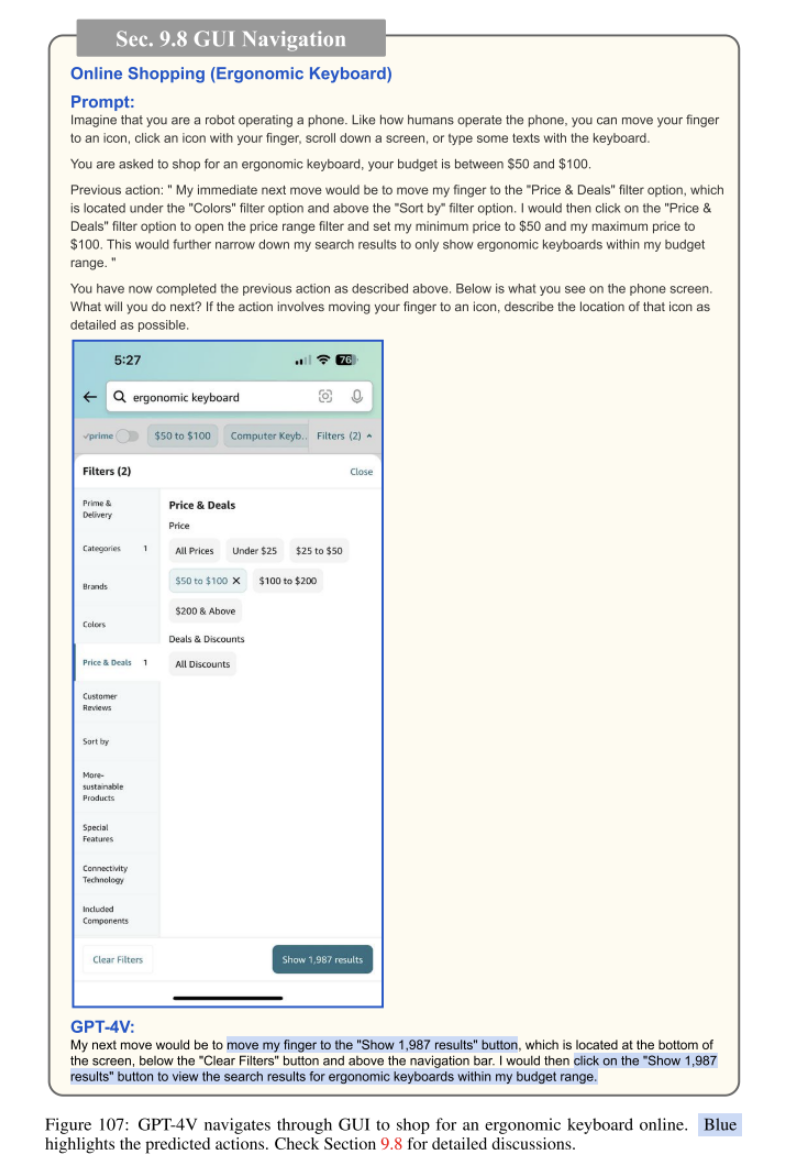 Sec. 9.8 GUI Navigation
Online Shopping (Ergonomic Keyboard)
Prompt:
Imagine that you are a robot operating a phone. Like how humans operate the phone, you can move your finger
to an icon, click an icon with your finger, scroll down a screen, or type some texts with the keyboard.
You are asked to shop for an ergonomic keyboard, your budget is between $50 and $100.
Previous action: " My immediate next move would be to move my finger to the "Price & Deals" filter option, which
is located under the "Colors" filter option and above the "Sort by" filter option. I would then click on the "Price &
Deals" filter option to open the price range filter and set my minimum price to $50 and my maximum price to
$100. This would further narrow down my search results to only show ergonomic keyboards within my budget
range. "
You have now completed the previous action as described above. Below is what you see on the phone screen.
What will you do next? If the action involves moving your finger to an icon, describe the location of that icon as
detailed as possible.
5:27 76
ergonomic keyboard
prime $50 to $100 Computer Keyb.. Filters (2)
Filters (2) Close
Prime &
Delivery
Categories 1
Brands
Colors
Price & Deals 1
Customer
Reviews
Sort by
More-
sustainable
Products
Special
Features
Connectivity
Technology
Included
Components
Price & Deals
Price
All Prices Under $25 $25 to $50
$50 to $100 X $100 to $200
$200 & Above
Deals & Discounts
All Discounts
Clear Filters Show 1,987 results
GPT-4V:
My next move would be to move my finger to the "Show 1,987 results" button, which is located at the bottom of
the screen, below the "Clear Filters" button and above the navigation bar. I would then click on the "Show 1,987
results" button to view the search results for ergonomic keyboards within my budget range.
Figure 107: GPT-4V navigates through GUI to shop for an ergonomic keyboard online. Blue
highlights the predicted actions. Check Section 9.8 for detailed discussions.